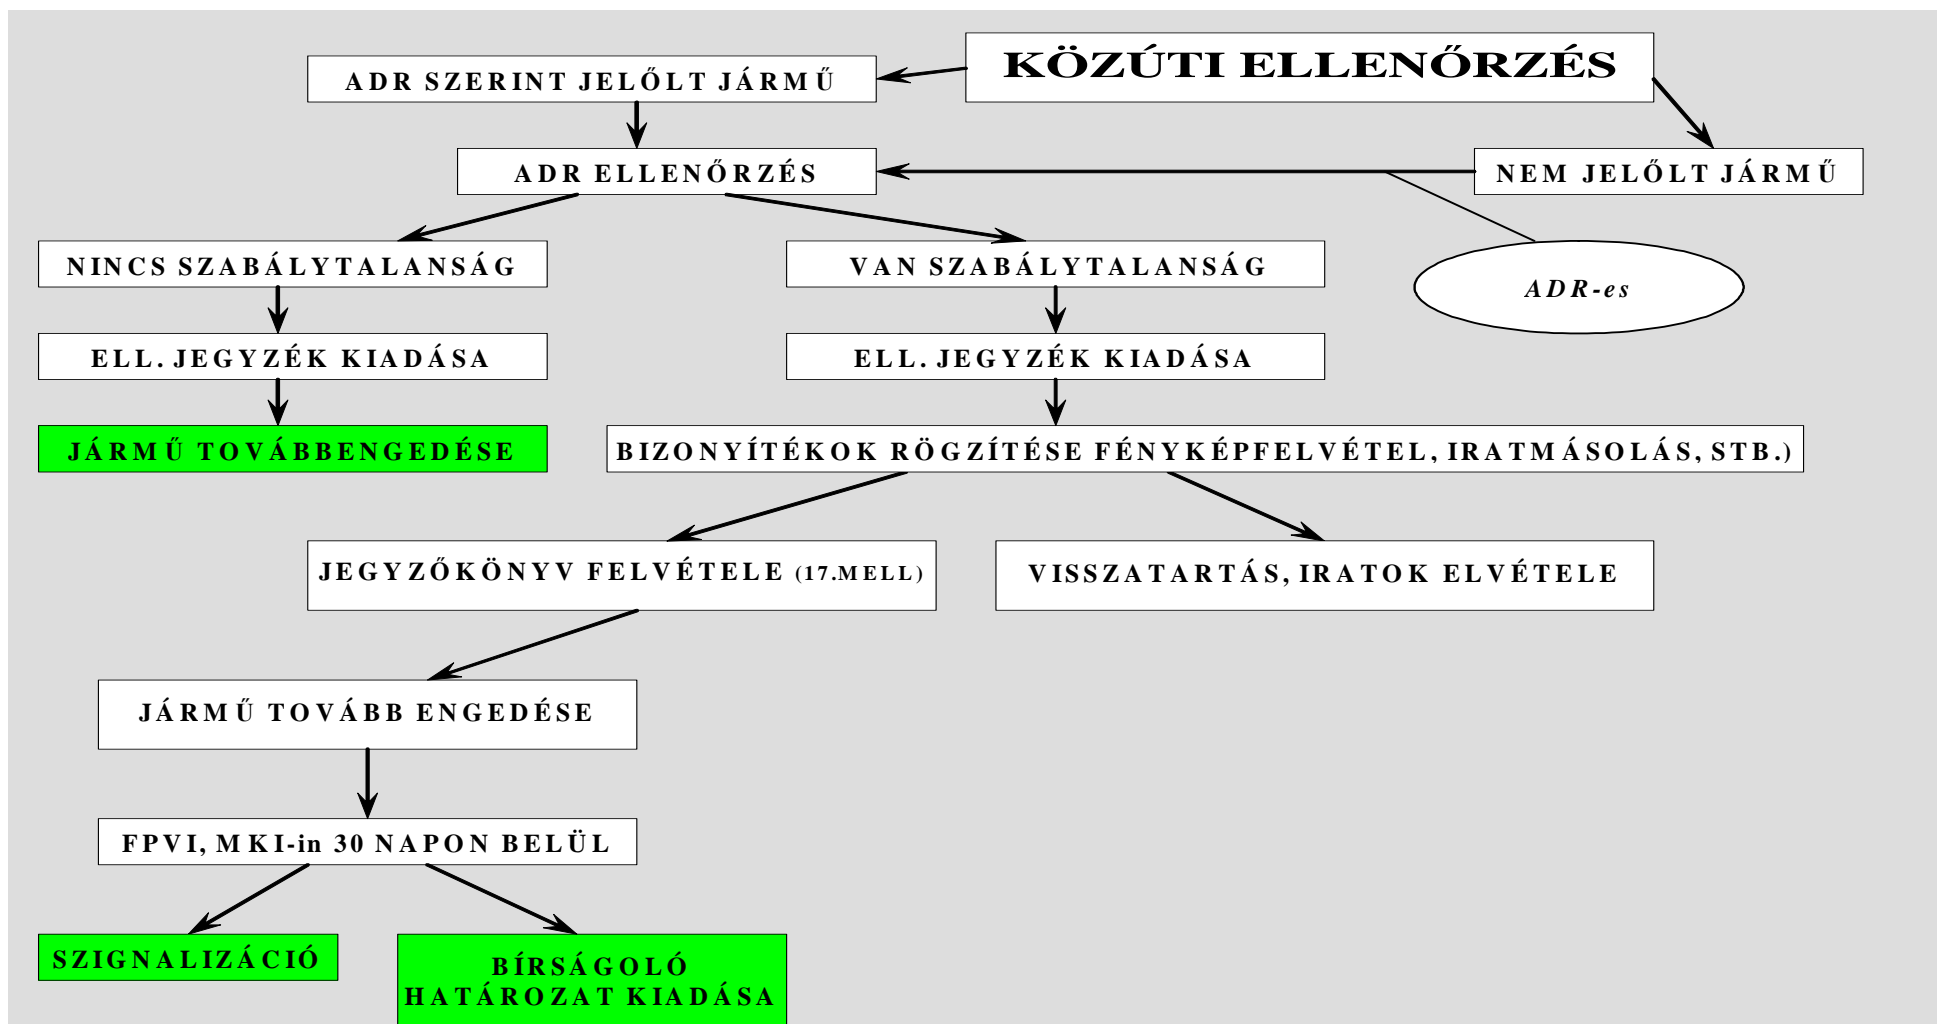 KÖZÚTI ELLENŐRZÉS
ADR SZERINT JELŐLT JÁRMŰ
ADR ELLENŐRZÉS
NEM JELŐLT JÁRMŰ
NINCS SZABÁLYTALANSÁG
VAN SZABÁLYTALANSÁG
ADR-es
ELL. JEGYZÉK KIADÁSA
ELL. JEGYZÉK KIADÁSA
JÁRMŰ TOVÁBBENGEDÉSE
BIZONYÍTÉKOK RÖGZÍTÉSE FÉNYKÉPFELVÉTEL, IRATMÁSOLÁS, STB.)
JEGYZŐKÖNYV FELVÉTELE (17.MELL)
VISSZATARTÁS, IRATOK ELVÉTELE
JÁRMŰ TOVÁBB ENGEDÉSE
FPVI, MKI-in 30 NAPON BELÜL
SZIGNALIZÁCIÓ
BÍRSÁGOLÓ
HATÁROZAT KIADÁSA